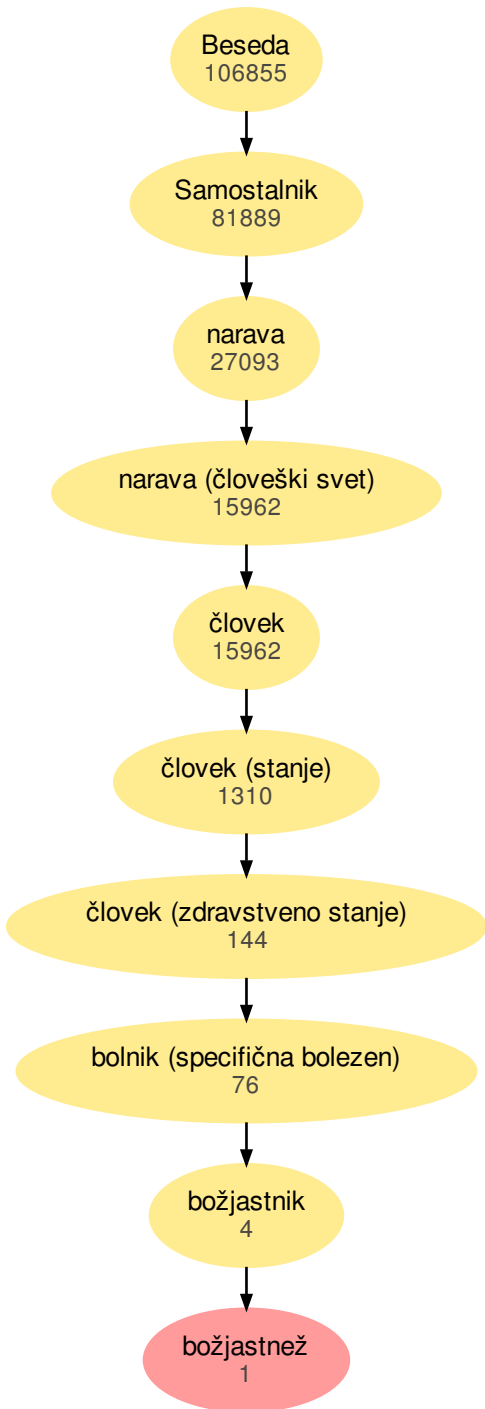 Beseda
106855
Samostalnik
81889
narava
27093
narava (človeški svet)
15962
človek
15962
človek (stanje)
1310
človek (zdravstveno stanje)
144
bolnik (specifična bolezen)
76
božjastnik
4
božjastnež
1